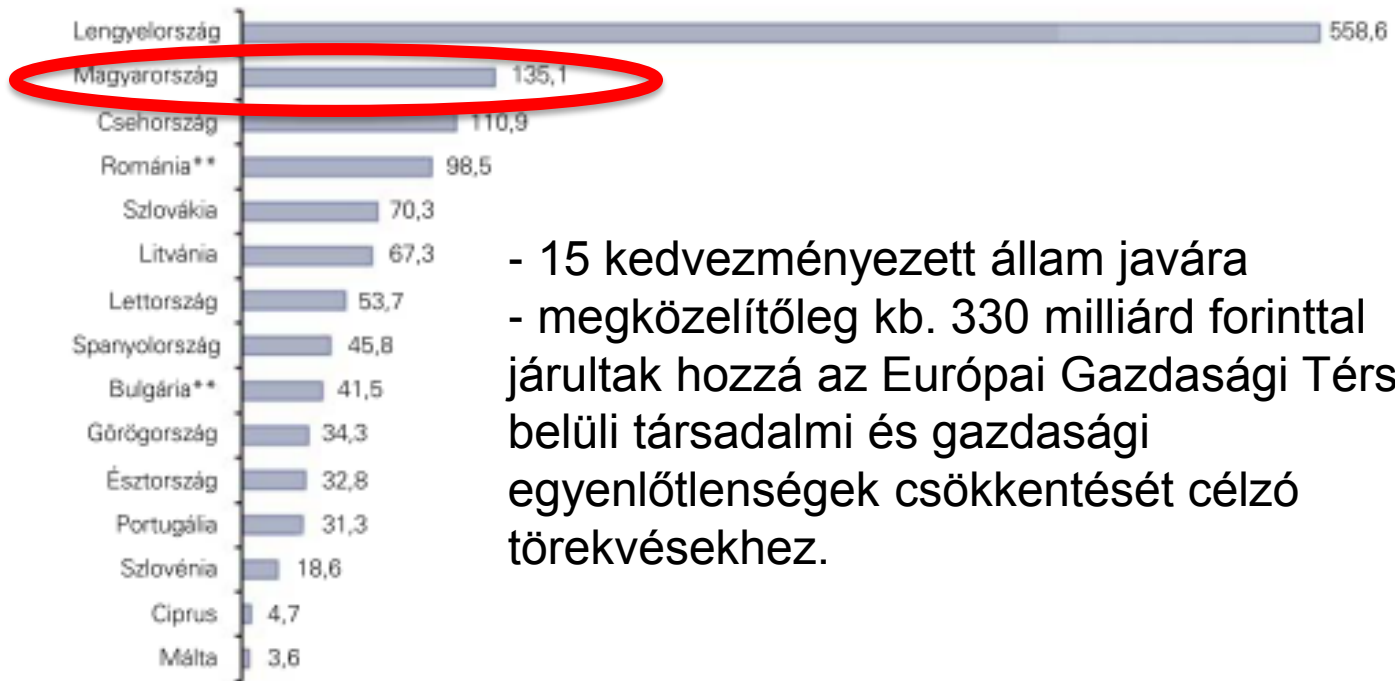 Lengyelország 558,6
Magyarország 135,1
Csehország 110,9
Románia** 98,5
Szlovákia 70,3
Litvánia 67,3
Lettország 53,7
Spanyolország 45,8
Bulgária** 41,5
Görögország 34,3
Észtország 32,8
Portugália 31,3
Szlovénia 18,6
Ciprus 4,7
Málta 3,6
- 15 kedvezményezett állam javára
- megközelítőleg kb. 330 milliárd forinttal
járultak hozzá az Európai Gazdasági Térs
belüli társadalmi és gazdasági
egyenlőtlenségek csökkentését célzó
törekvésekhez.